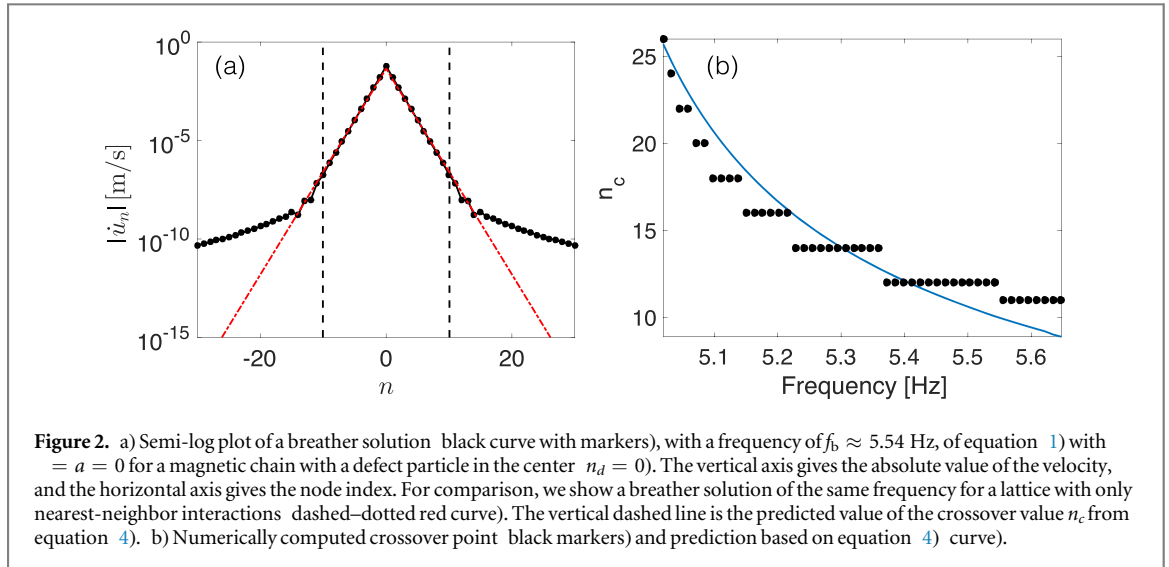 (a)
10^0
10^-5
10^-10
10^-15
|u̇_n| [m/s]
-20
0
20
n
(b)
25
20
15
10
n_c
5.1
5.2
5.3
5.4
5.5
5.6
Frequency [Hz]
Figure 2. a) Semi-log plot of a breather solution black curve with markers), with a frequency of f_b ≈ 5.54 Hz, of equation 1) with
= a = 0 for a magnetic chain with a defect particle in the center n_d = 0). The vertical axis gives the absolute value of the velocity,
and the horizontal axis gives the node index. For comparison, we show a breather solution of the same frequency for a lattice with only
nearest-neighbor interactions dashed–dotted red curve). The vertical dashed line is the predicted value of the crossover value n_c from
equation 4). b) Numerically computed crossover point black markers) and prediction based on equation 4) curve).